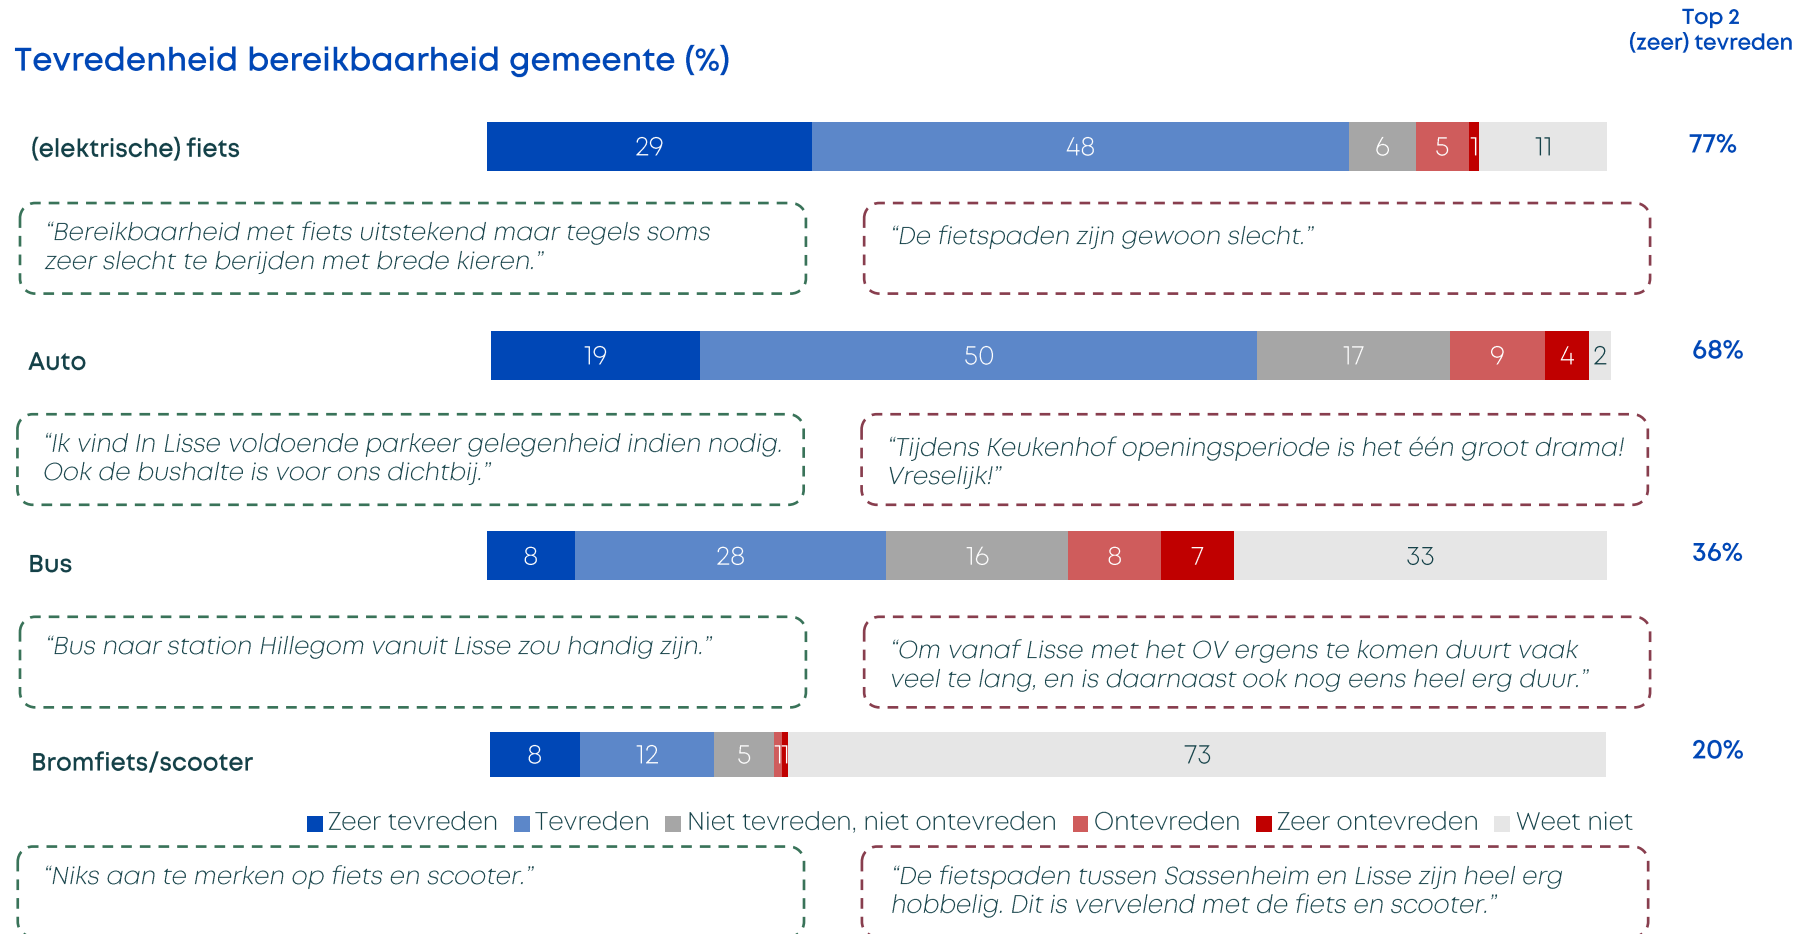 Top 2
(zeer) tevreden
Tevredenheid bereikbaarheid gemeente (%)
(elektrische) fiets
29 48 6 5 1 11
77%
“Bereikbaarheid met fiets uitstekend maar tegels soms
zeer slecht te berijden met brede kieren.”
“De fietspaden zijn gewoon slecht.”
Auto
19 50 17 9 4 2
68%
“Ik vind In Lisse voldoende parkeer gelegenheid indien nodig.
Ook de bushalte is voor ons dichtbij.”
“Tijdens Keukenhof openingsperiode is het één groot drama!
Vreselijk!”
Bus
8 28 16 8 7 33
36%
“Bus naar station Hillegom vanuit Lisse zou handig zijn.”
“Om vanaf Lisse met het OV ergens te komen duurt vaak
veel te lang, en is daarnaast ook nog eens heel erg duur.”
Bromfiets/scooter
8 12 5 1 1 73
20%
Zeer tevreden Tevreden Niet tevreden, niet ontevreden Ontevreden Zeer ontevreden Weet niet
“Niks aan te merken op fiets en scooter.”
“De fietspaden tussen Sassenheim en Lisse zijn heel erg
hobbelig. Dit is vervelend met de fiets en scooter.”